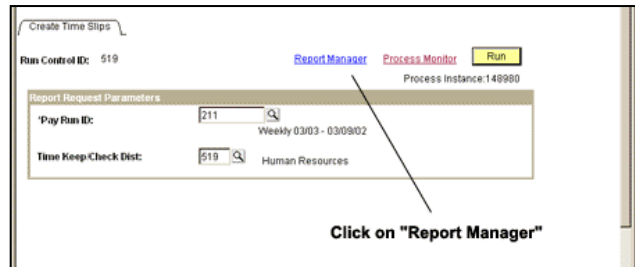 Create Time Slips
Run Control ID: 519 Report Manager Process Monitor Run
Process Instance:148980
Report Request Parameters
*Pay Run ID: 211
Weekly 03/03 - 03/09/02
Time Keep/Check Dist: 519 Human Resources
Click on "Report Manager"